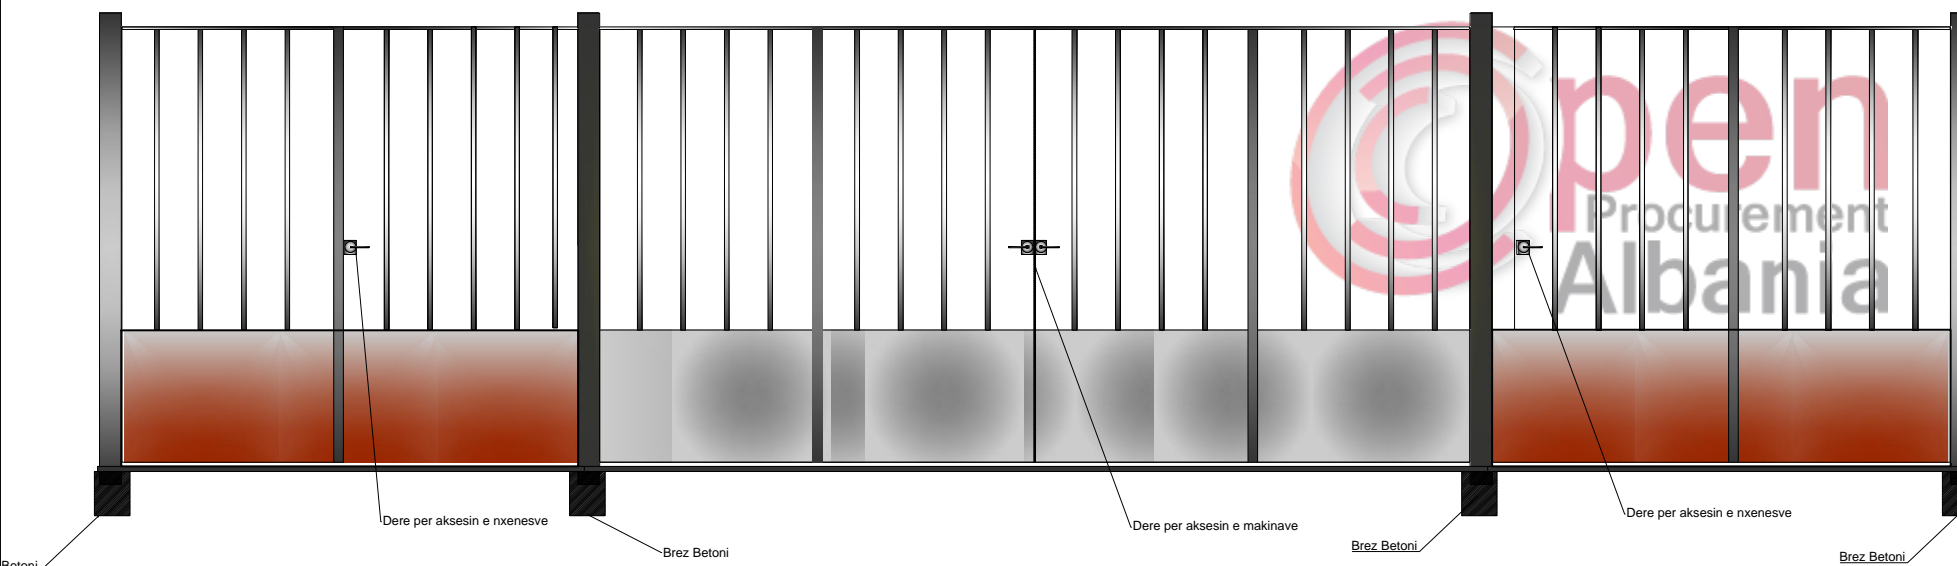 Open
Procurement
Albania
Dere per aksesin e nxenesve
Dere per aksesin e makinave
Dere per aksesin e nxenesve
Brez Betoni
Brez Betoni
Brez Betoni
Betoni